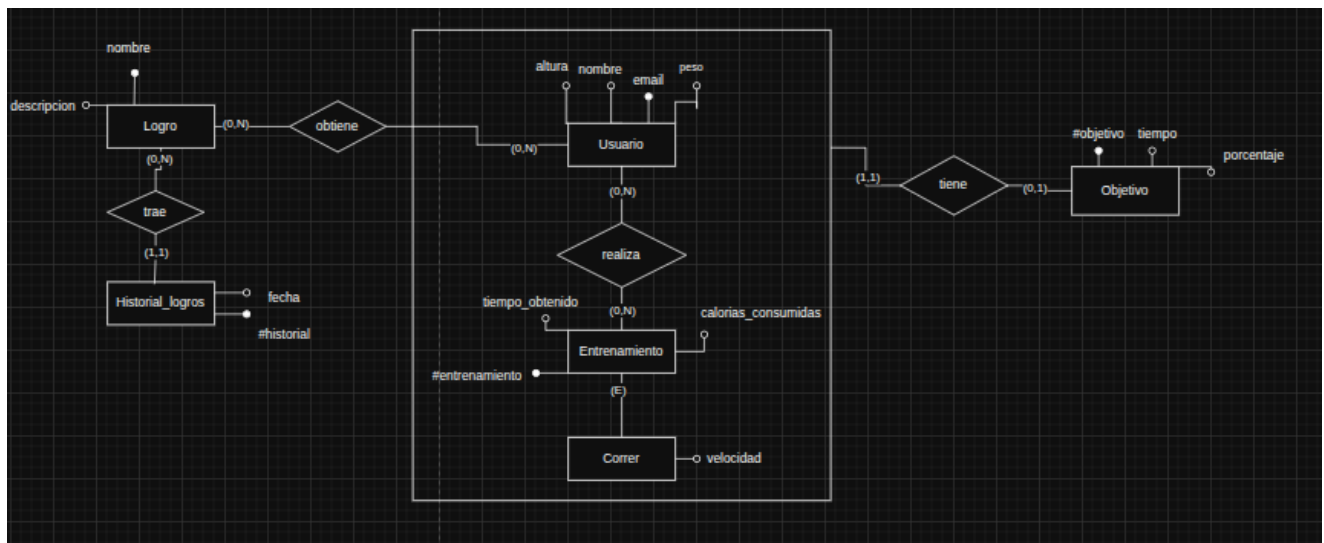 nombre
descripcion
Logro
(0,N)
obtiene
(0,N)
altura
nombre
email
peso
Usuario
(0,N)
trae
(1,1)
Historial_logros
fecha
#historial
(0,N)
realiza
(0,N)
tiempo_obtenido
calorias_consumidas
Entrenamiento
#entrenamiento
(E)
Correr
velocidad
(1,1)
tiene
(0,1)
#objetivo
tiempo
porcentaje
Objetivo